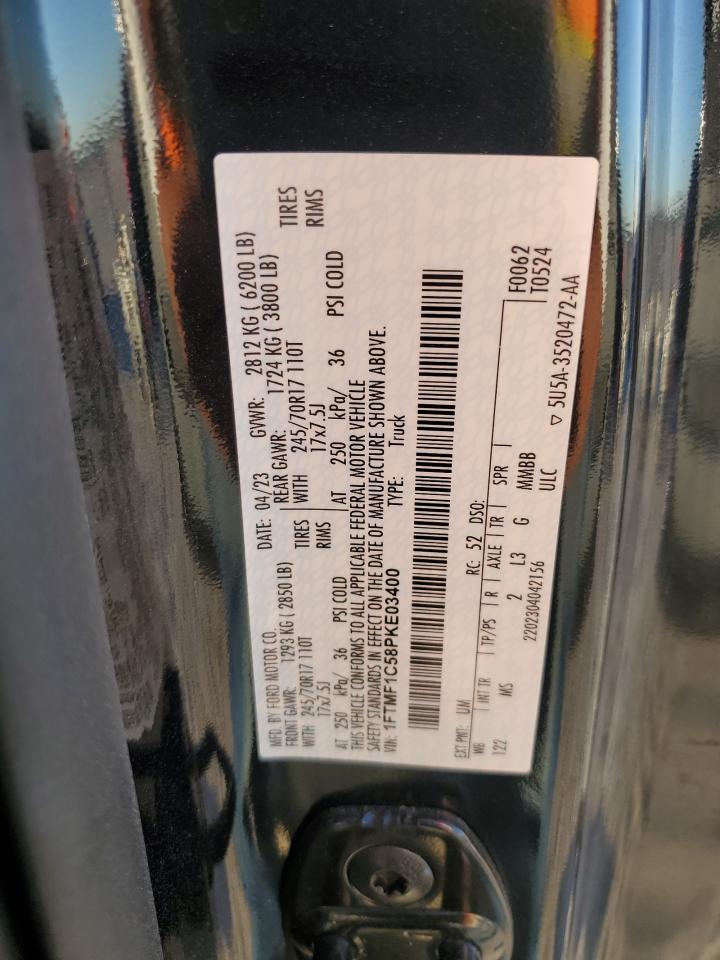 MFD. BY FORD MOTOR CO.
DATE: 04/23 GVWR: 2812 KG ( 6200 LB)
FRONT GAWR: 1293 KG ( 2850 LB) REAR GAWR: 1724 KG ( 3800 LB)
WITH 245/70R17 110T TIRES WITH 245/70R17 110T TIRES
17x7.5J RIMS 17x7.5J RIMS
AT 250 kPa/ 36 PSI COLD AT 250 kPa/ 36 PSI COLD
THIS VEHICLE CONFORMS TO ALL APPLICABLE FEDERAL MOTOR VEHICLE
SAFETY STANDARDS IN EFFECT ON THE DATE OF MANUFACTURE SHOWN ABOVE.
VIN: 1FTMF1C58PKE03400 TYPE: Truck
EXT PNT: UM RC: 52 DSO:
WB INT TR TP/PS R AXLE TR SPR F0062
122 MS 2 L3 G MMBB T0524
2202304042156 ULC
▽ 5U5A-3520472-AA